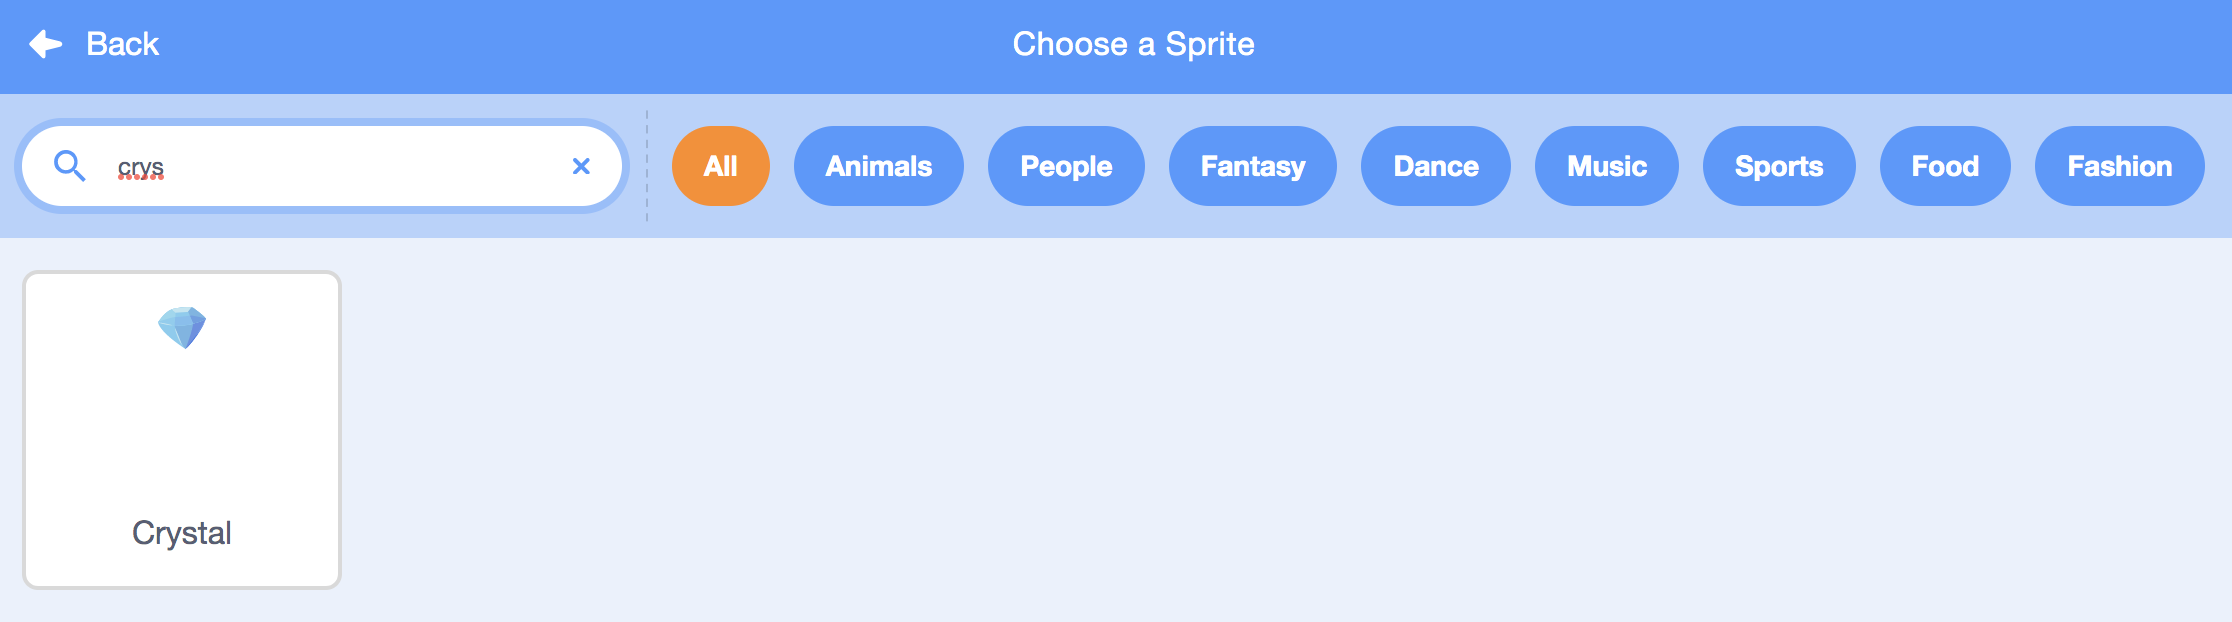 Back
Choose a Sprite
crys
All
Animals
People
Fantasy
Dance
Music
Sports
Food
Fashion
Crystal